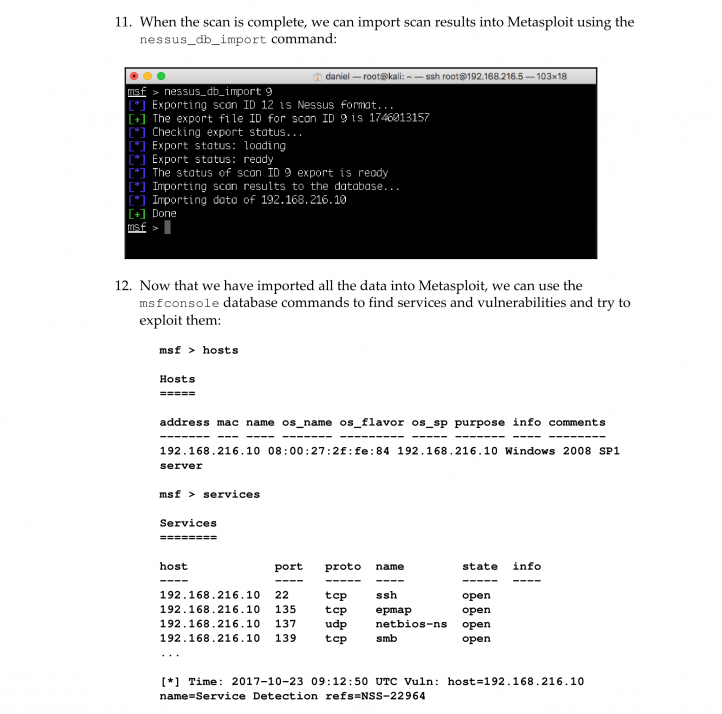 11. When the scan is complete, we can import scan results into Metasploit using the
nessus_db_import command:
daniel — root@kali: ~ — ssh root@192.168.216.5 — 103×18
msf > nessus_db_import 9
[*] Exporting scan ID 12 is Nessus format...
[+] The export file ID for scan ID 9 is 1746013157
[*] Checking export status...
[*] Export status: loading
[*] Export status: ready
[*] The status of scan ID 9 export is ready
[*] Importing scan results to the database...
[*] Importing data of 192.168.216.10
[+] Done
msf >
12. Now that we have imported all the data into Metasploit, we can use the
msfconsole database commands to find services and vulnerabilities and try to
exploit them:
msf > hosts
Hosts
=====
address mac name os_name os_flavor os_sp purpose info comments
------- --- ---- ------- --------- ----- ------- ---- --------
192.168.216.10 08:00:27:2f:fe:84 192.168.216.10 Windows 2008 SP1
server
msf > services
Services
========
host port proto name state info
---- ---- ----- ---- ----- ----
192.168.216.10 22 tcp ssh open
192.168.216.10 135 tcp epmap open
192.168.216.10 137 udp netbios-ns open
192.168.216.10 139 tcp smb open
...
[*] Time: 2017-10-23 09:12:50 UTC Vuln: host=192.168.216.10
name=Service Detection refs=NSS-22964